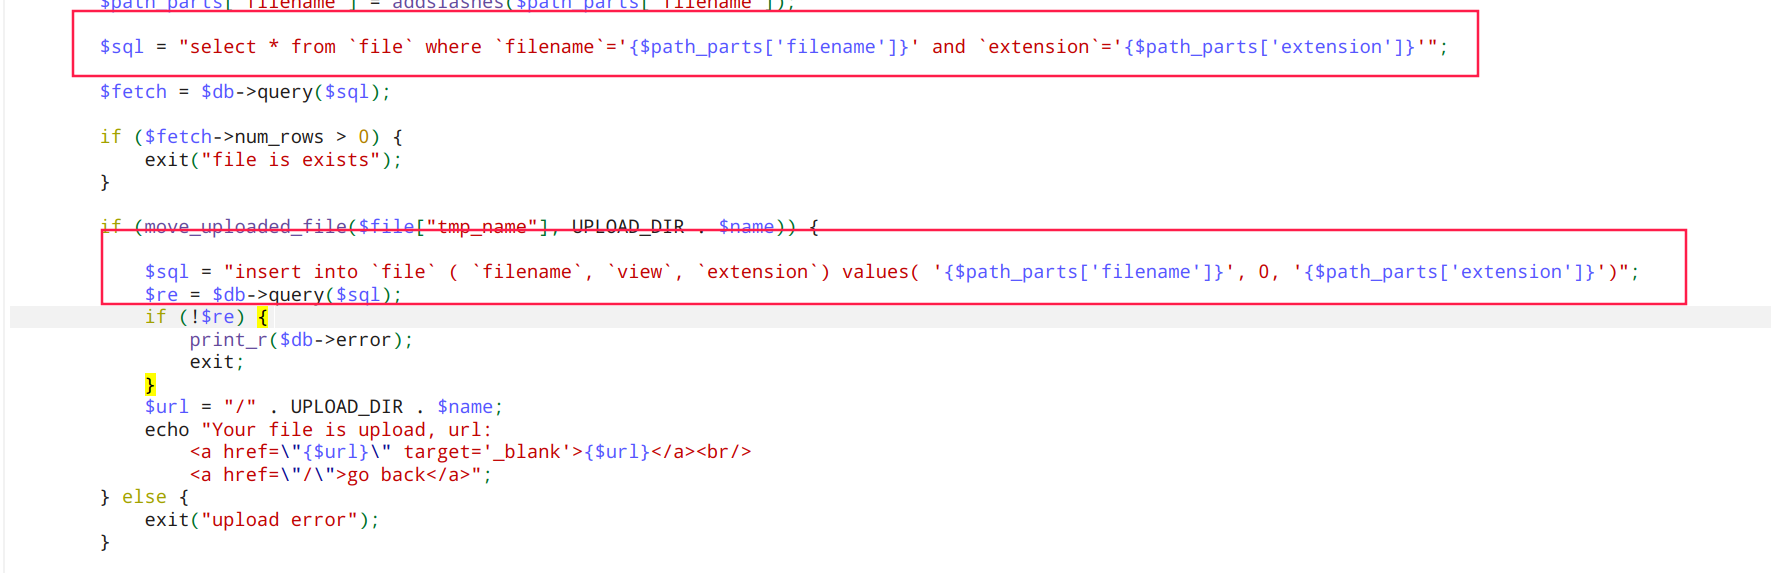 $path_parts['filename'] = addslashes($path_parts['filename']);
$sql = "select * from `file` where `filename`='{$path_parts['filename']}' and `extension`='{$path_parts['extension']}'";
$fetch = $db->query($sql);
if ($fetch->num_rows > 0) {
exit("file is exists");
}
if (move_uploaded_file($file["tmp_name"], UPLOAD_DIR . $name)) {
$sql = "insert into `file` ( `filename`, `view`, `extension`) values( '{$path_parts['filename']}', 0, '{$path_parts['extension']}')";
$re = $db->query($sql);
if (!$re) {
print_r($db->error);
exit;
}
$url = "/" . UPLOAD_DIR . $name;
echo "Your file is upload, url:
<a href=\"{$url}\" target='_blank'>{$url}</a><br/>
<a href=\"/\">go back</a>";
} else {
exit("upload error");
}